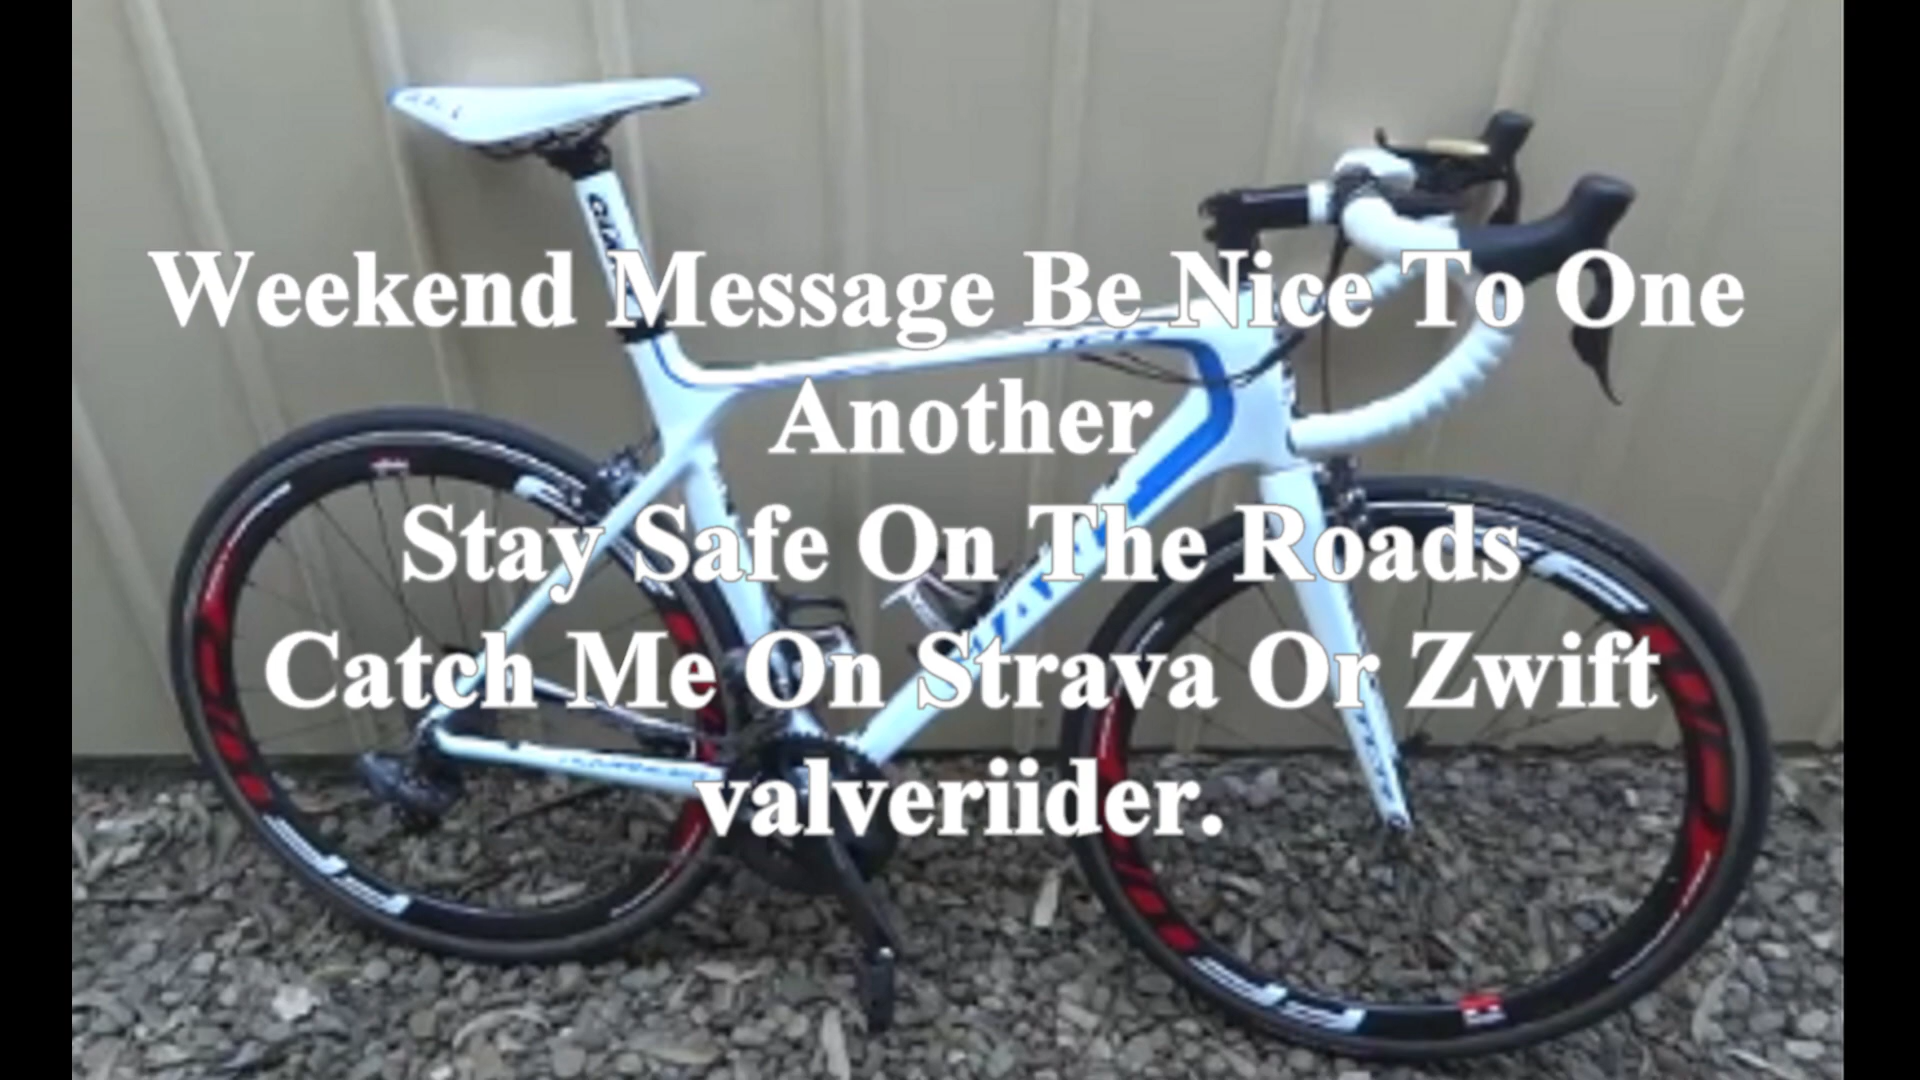 Weekend Message Be Nice To One
Another
Stay Safe On The Roads
Catch Me On Strava Or Zwift
valveriider.
GIANT